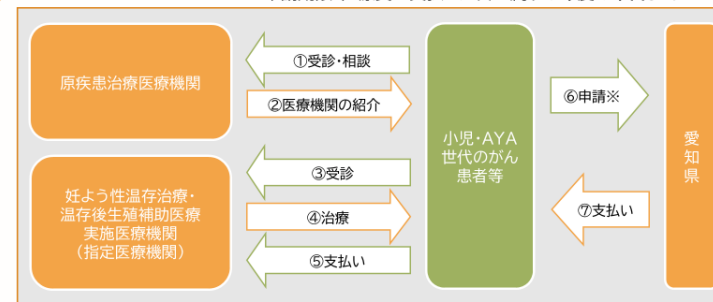 原疾患治療医療機関
①受診・相談
②医療機関の紹介
妊よう性温存治療・
温存後生殖補助医療
実施医療機関
（指定医療機関）
③受診
④治療
⑤支払い
小児・AYA
世代のがん
患者等
⑥申請※
⑦支払い
愛知県